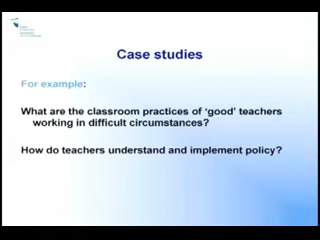 Case studies
For example:
What are the classroom practices of ‘good’ teachers
working in difficult circumstances?
How do teachers understand and implement policy?